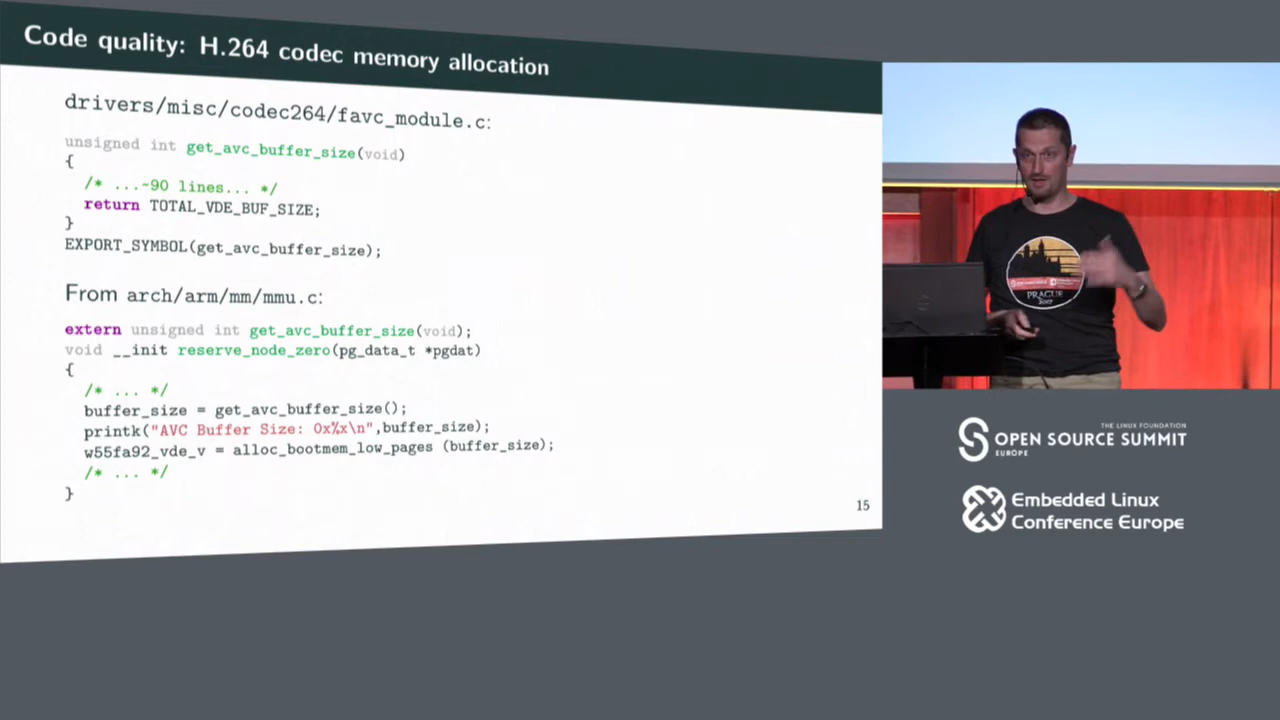 Code quality: H.264 codec memory allocation
drivers/misc/codec264/favc_module.c:
unsigned int get_avc_buffer_size(void)
{
/* ...~90 lines... */
return TOTAL_VDE_BUF_SIZE;
}
EXPORT_SYMBOL(get_avc_buffer_size);
From arch/arm/mm/mmu.c:
extern unsigned int get_avc_buffer_size(void);
void __init reserve_node_zero(pg_data_t *pgdat)
{
/* ... */
buffer_size = get_avc_buffer_size();
printk("AVC Buffer Size: 0x%x\n",buffer_size);
w55fa92_vde_v = alloc_bootmem_low_pages (buffer_size);
/* ... */
}
15
PRAGUE
2017
THE LINUX FOUNDATION
OPEN SOURCE SUMMIT
EUROPE
Embedded Linux
Conference Europe